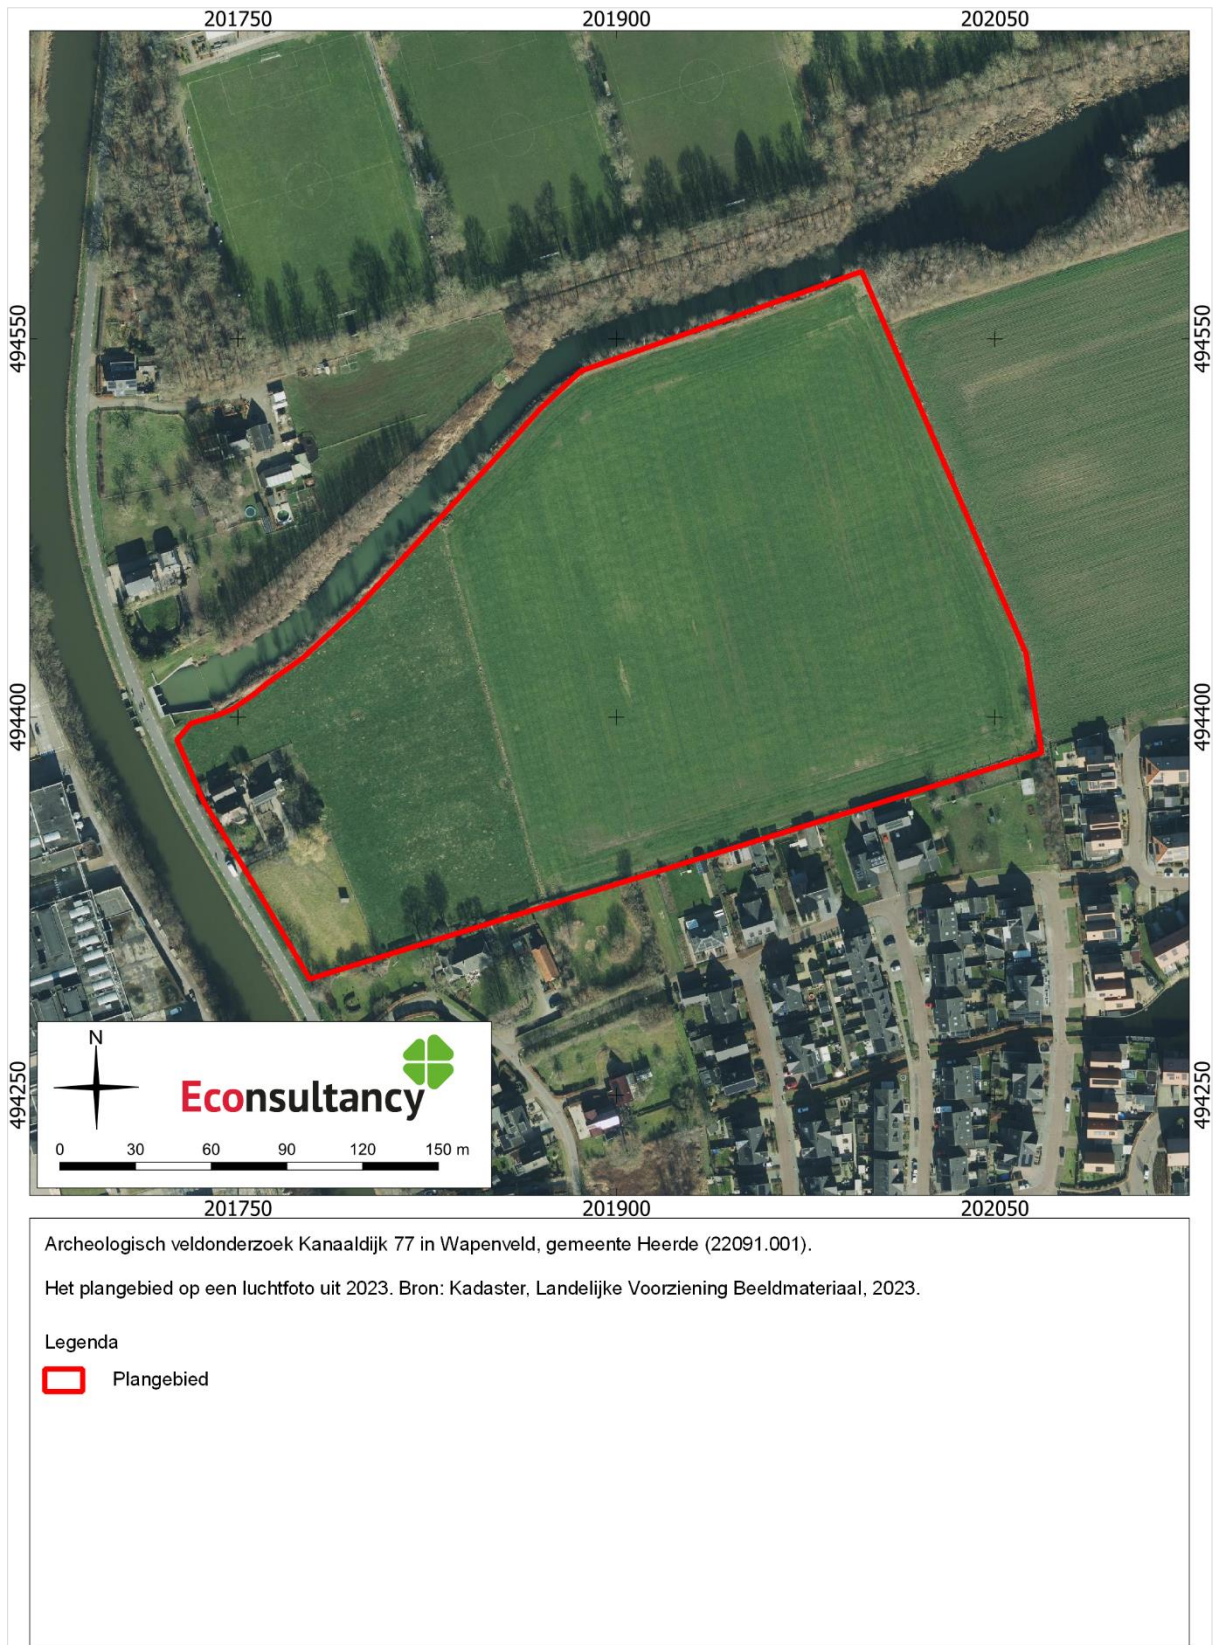 201750 201900 202050
494550 494550
494400 494400
494250 494250
N
Econsultancy
0 30 60 90 120 150 m
201750 201900 202050
Archeologisch veldonderzoek Kanaaldijk 77 in Wapenveld, gemeente Heerde (22091.001).
Het plangebied op een luchtfoto uit 2023. Bron: Kadaster, Landelijke Voorziening Beeldmateriaal, 2023.
Legenda
Plangebied